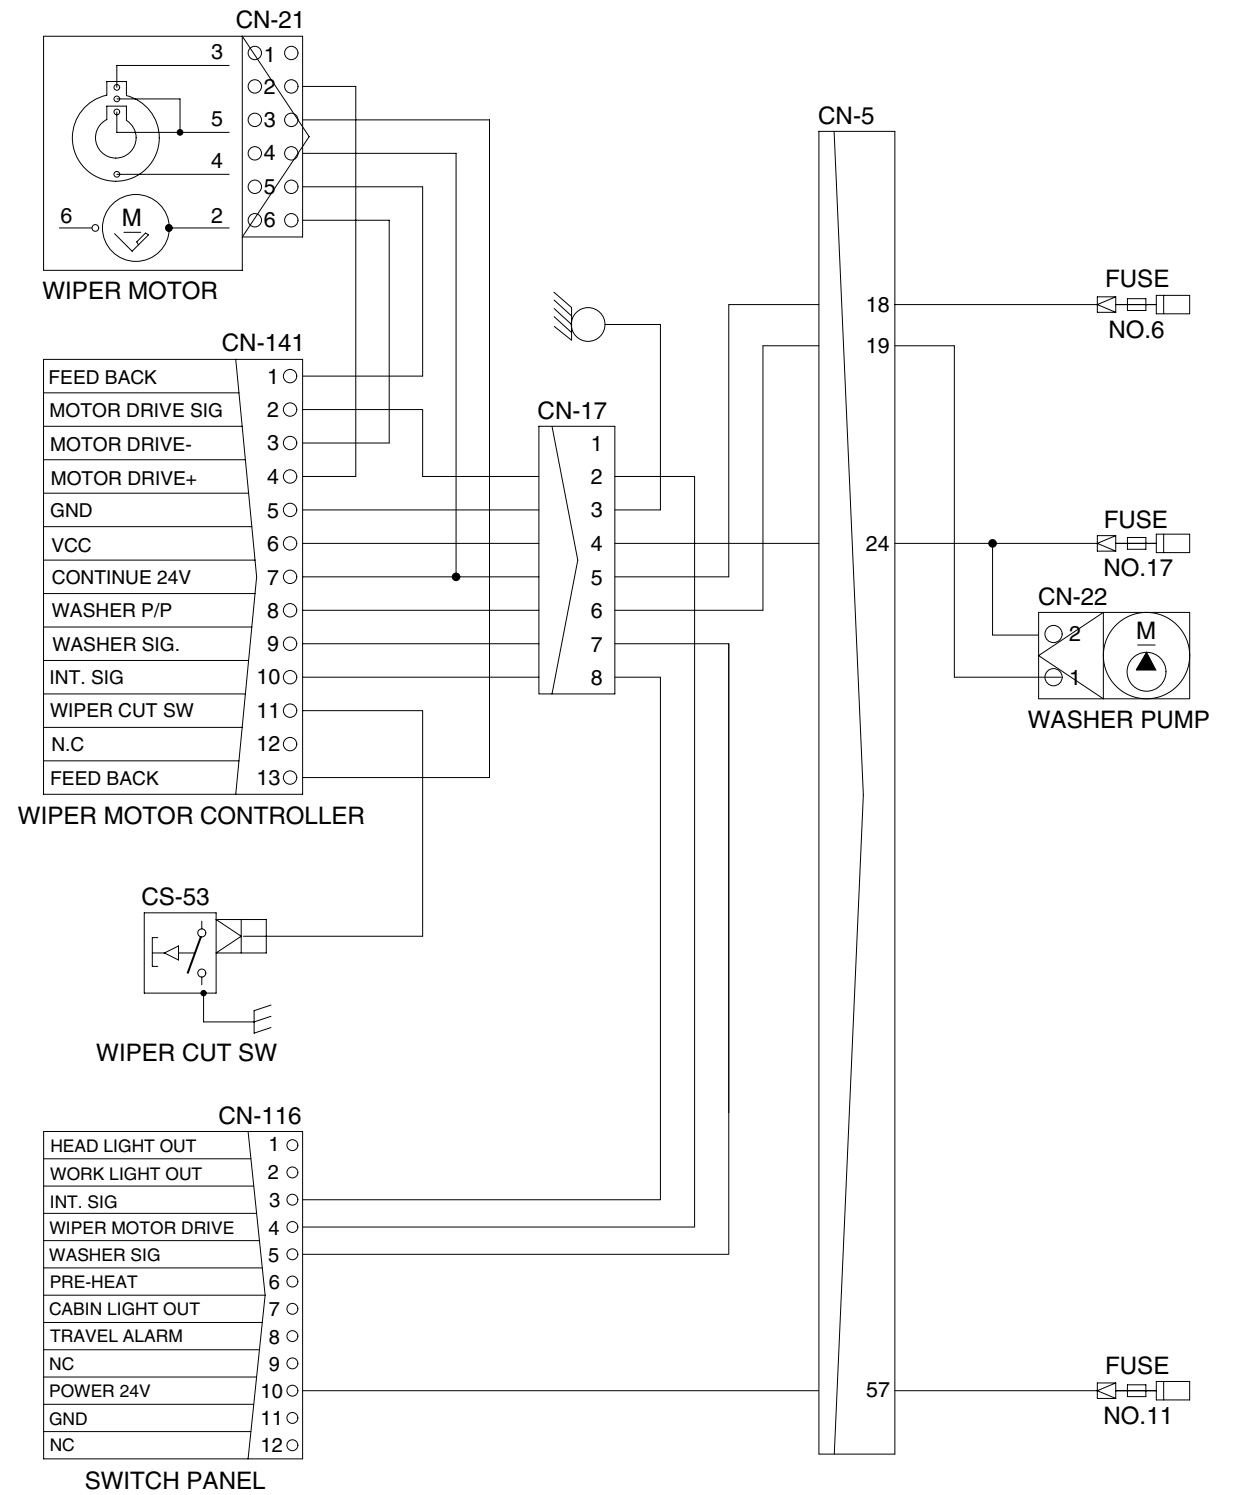 CN-21
3
5
4
6
M
2
1
2
3
4
5
6
WIPER MOTOR
CN-141
FEED BACK 1
MOTOR DRIVE SIG 2
MOTOR DRIVE- 3
MOTOR DRIVE+ 4
GND 5
VCC 6
CONTINUE 24V 7
WASHER P/P 8
WASHER SIG. 9
INT. SIG 10
WIPER CUT SW 11
N.C 12
FEED BACK 13
WIPER MOTOR CONTROLLER
CS-53
WIPER CUT SW
CN-116
HEAD LIGHT OUT 1
WORK LIGHT OUT 2
INT. SIG 3
WIPER MOTOR DRIVE 4
WASHER SIG 5
PRE-HEAT 6
CABIN LIGHT OUT 7
TRAVEL ALARM 8
NC 9
POWER 24V 10
GND 11
NC 12
SWITCH PANEL
CN-17
1
2
3
4
5
6
7
8
CN-5
18
19
24
57
FUSE
NO.6
FUSE
NO.17
CN-22
2
M
1
WASHER PUMP
FUSE
NO.11